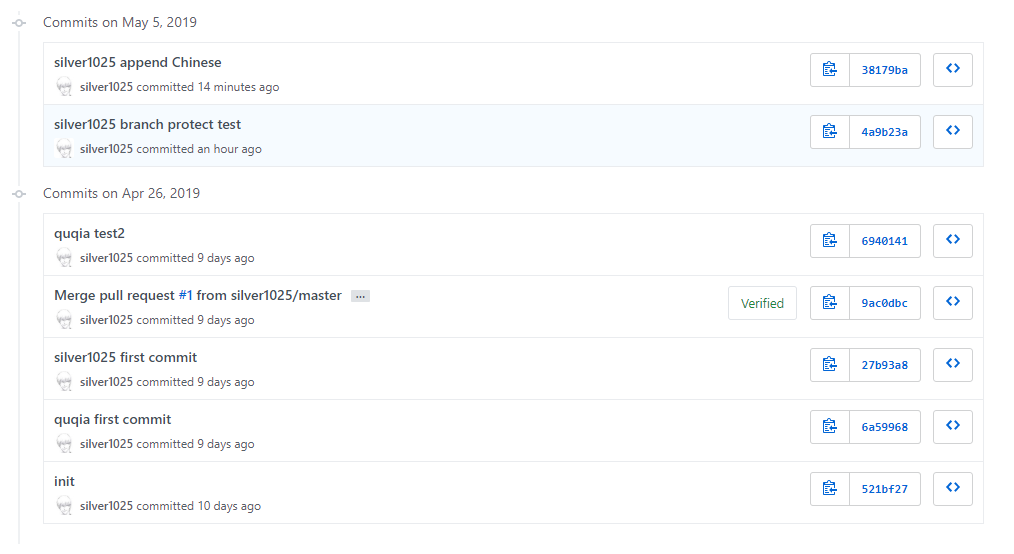 Commits on May 5, 2019
silver1025 append Chinese
silver1025 committed 14 minutes ago
38179ba
silver1025 branch protect test
silver1025 committed an hour ago
4a9b23a
Commits on Apr 26, 2019
quqia test2
silver1025 committed 9 days ago
6940141
Merge pull request #1 from silver1025/master ...
silver1025 committed 9 days ago
Verified
9ac0dbc
silver1025 first commit
silver1025 committed 9 days ago
27b93a8
quqia first commit
silver1025 committed 9 days ago
6a59968
init
silver1025 committed 10 days ago
521bf27